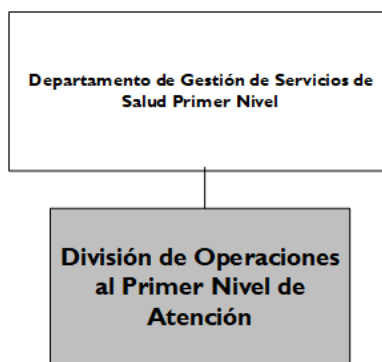 Departamento de Gestión de Servicios de
Salud Primer Nivel
División de Operaciones
al Primer Nivel de
Atención